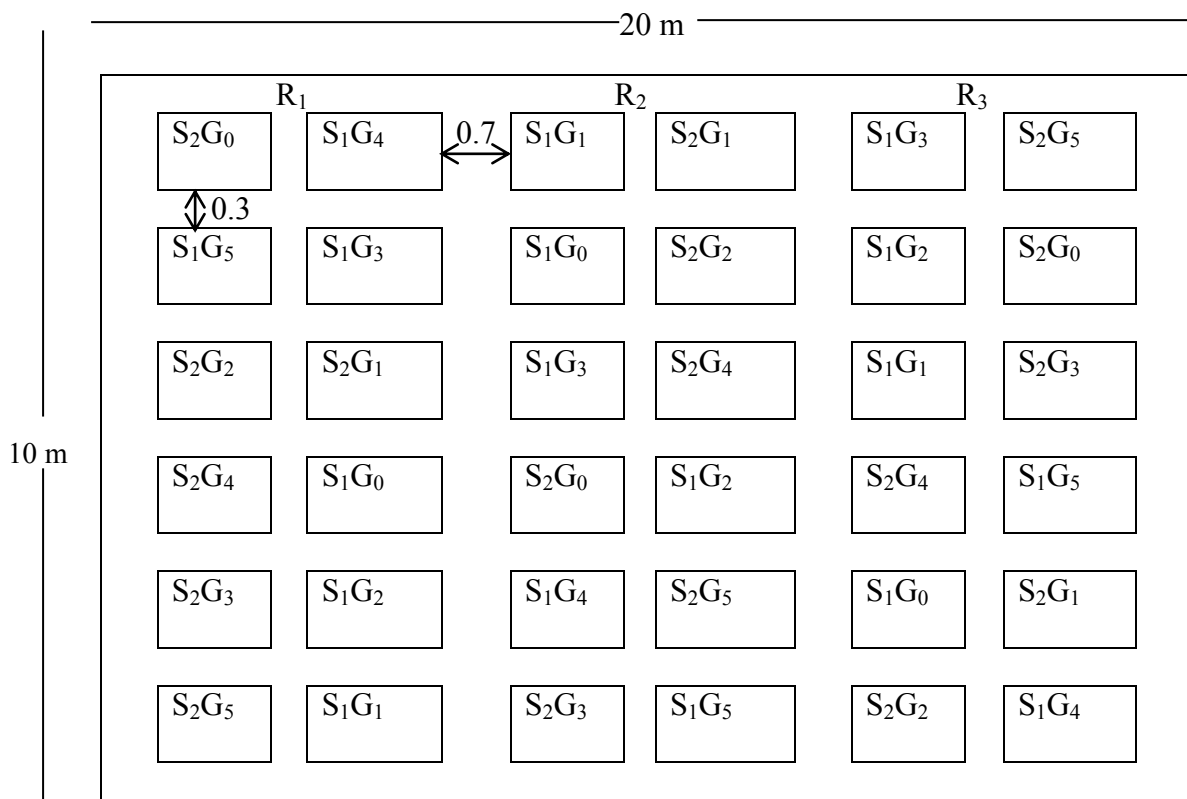 20 m
R₁ R₂ R₃
S₂G₀ S₁G₄ 0.7 S₁G₁ S₂G₁ S₁G₃ S₂G₅
0.3
S₁G₅ S₁G₃ S₁G₀ S₂G₂ S₁G₂ S₂G₀
S₂G₂ S₂G₁ S₁G₃ S₂G₄ S₁G₁ S₂G₃
10 m
S₂G₄ S₁G₀ S₂G₀ S₁G₂ S₂G₄ S₁G₅
S₂G₃ S₁G₂ S₁G₄ S₂G₅ S₁G₀ S₂G₁
S₂G₅ S₁G₁ S₂G₃ S₁G₅ S₂G₂ S₁G₄